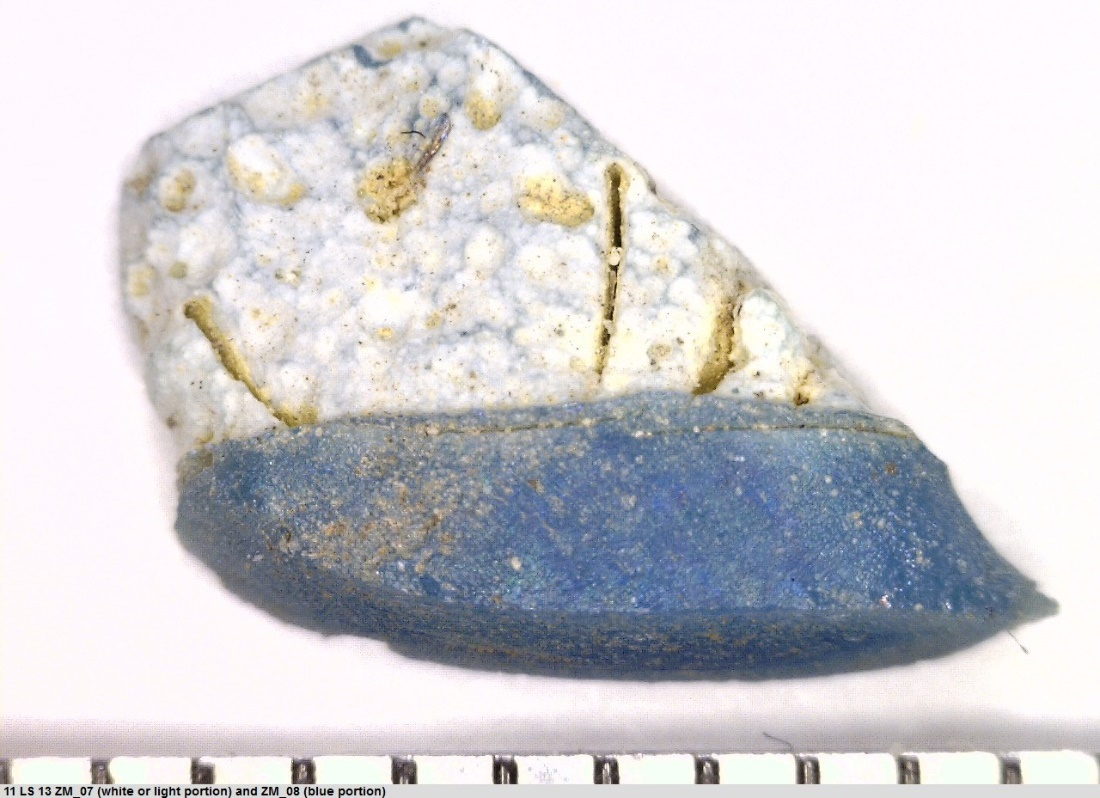 11 LS 13 ZM_07 (white or light portion) and ZM_08 (blue portion)